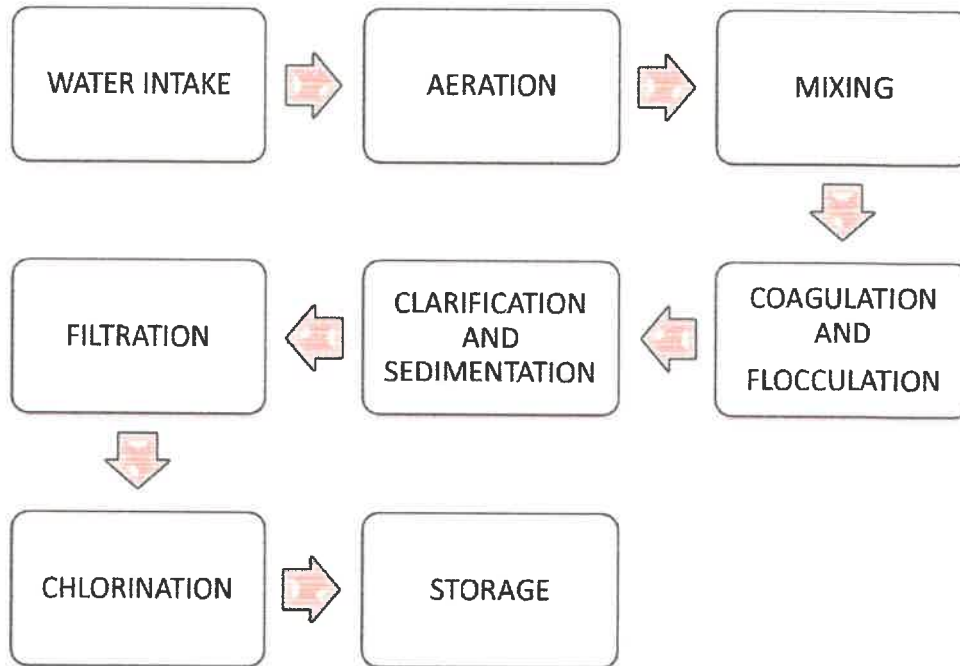 WATER INTAKE
AERATION
MIXING
COAGULATION
AND
FLOCCULATION
CLARIFICATION
AND
SEDIMENTATION
FILTRATION
CHLORINATION
STORAGE